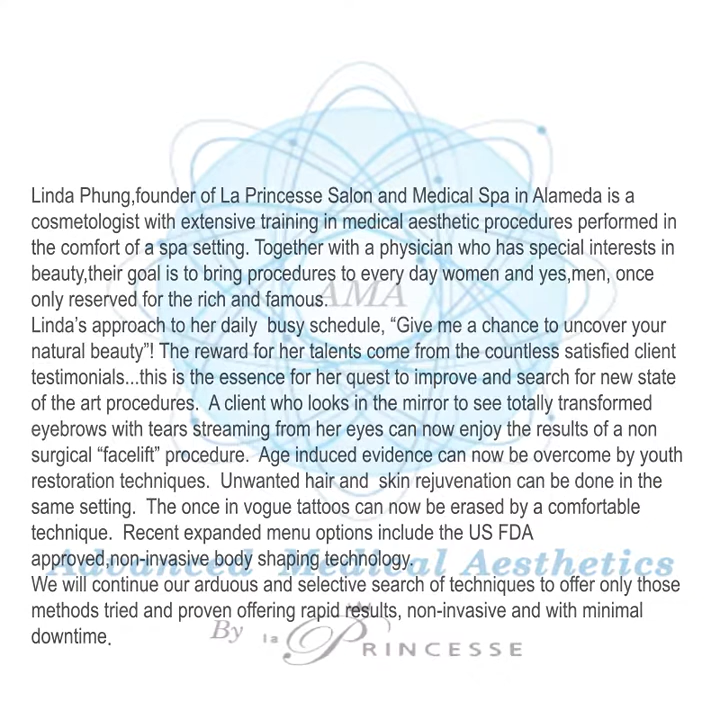 Linda Phung,founder of La Princesse Salon and Medical Spa in Alameda is a
cosmetologist with extensive training in medical aesthetic procedures performed in
the comfort of a spa setting. Together with a physician who has special interests in
beauty,their goal is to bring procedures to every day women and yes,men, once
only reserved for the rich and famous.
AMA
Linda’s approach to her daily  busy schedule, “Give me a chance to uncover your
natural beauty”! The reward for her talents come from the countless satisfied client
testimonials...this is the essence for her quest to improve and search for new state
of the art procedures.  A client who looks in the mirror to see totally transformed
eyebrows with tears streaming from her eyes can now enjoy the results of a non
surgical “facelift” procedure.  Age induced evidence can now be overcome by youth
restoration techniques.  Unwanted hair and  skin rejuvenation can be done in the
same setting.  The once in vogue tattoos can now be erased by a comfortable
technique.  Recent expanded menu options include the US FDA
approved,non-invasive body shaping technology.
Advanced Medical Aesthetics
We will continue our arduous and selective search of techniques to offer only those
methods tried and proven offering rapid results, non-invasive and with minimal
downtime.
By la PRINCESSE